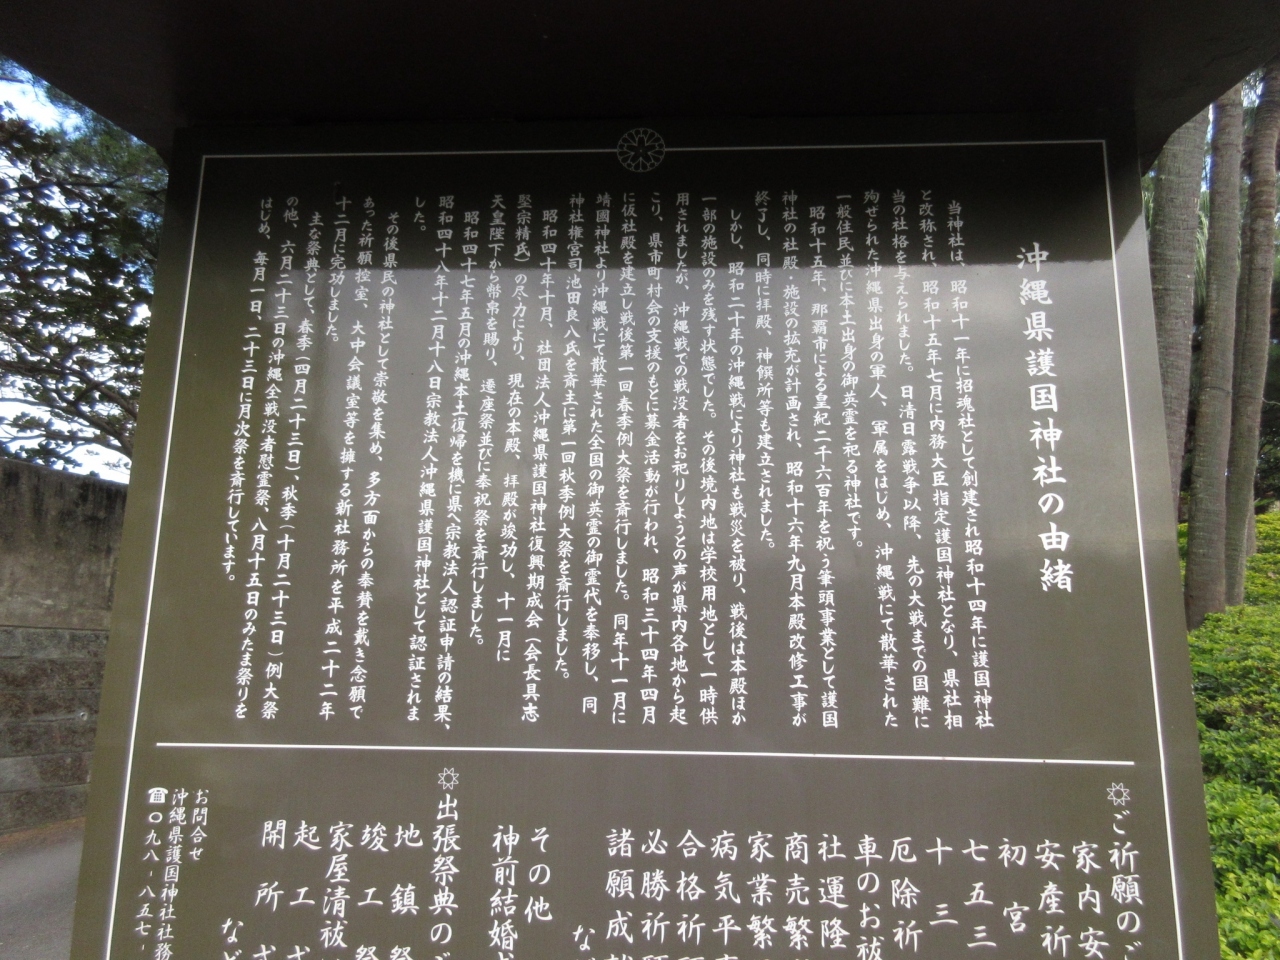 沖縄県護国神社の由緒
当神社は、昭和十一年に招魂社として創建され昭和十四年に護国神社
と改称され、昭和十五年七月に内務大臣指定護国神社となり、県社相
当の社格を与えられました。日清日露戦争以降、先の大戦までの国難に
殉ぜられた沖縄県出身の軍人、軍属をはじめ、沖縄戦にて散華された
一般住民並びに本土出身の御英霊を祀る神社です。
昭和十五年、那覇市による皇紀二千六百年を祝う筆頭事業として護国
神社の社殿、施設の拡充が計画され、昭和十六年九月本殿改修工事が
終了し、同時に拝殿、神饌所等も建立されました。
しかし、昭和二十年の沖縄戦により神社も戦災を被り、戦後は本殿ほか
一部の施設のみを残す状態でした。その後境内地は学校用地として一時供
用されましたが、沖縄戦での戦没者をお祀りしようとの声が県内各地から起
こり、県市町村会の支援のもとに募金活動が行われ、昭和三十四年四月
に仮社殿を建立し戦後第一回春季例大祭を斎行しました。同年十一月に
靖國神社より沖縄戦にて散華された全国の御英霊の御霊代を奉移し、同
神社権宮司池田良八氏を斎主に第一回秋季例大祭を斎行しました。
昭和四十年十月、社団法人沖縄県護国神社復興期成会（会長具志
堅宗精氏）の尽力により、現在の本殿、拝殿が竣功し、十一月に
天皇陛下から幣帛を賜り、遷座祭並びに奉祝祭を斎行しました。
昭和四十七年五月の沖縄本土復帰を機に県へ宗教法人認証申請の結果、
昭和四十八年十二月十八日宗教法人沖縄県護国神社として認証されま
した。
その後県民の神社として崇敬を集め、多方面からの奉賛を戴き念願で
あった祈願控室、大中会議室等を擁する新社務所を平成二十二年
十二月に完功しました。
主な祭典として、春季（四月二十三日）、秋季（十月二十三日）例大祭
の他、六月二十三日の沖縄全戦没者慰霊祭、八月十五日のみたま祭りを
はじめ、毎月一日、二十三日に月次祭を斎行しています。
ご祈願のご
家内安
安産祈
初宮
七五三
十三
厄除祈
車のお祓
社運隆
商売繁
家業繁
病気平
合格祈
必勝祈
諸願成
な
その他
神前結婚
出張祭典のご
地鎮祭
竣工祭
家屋清祓
起工
開所
など
お問合せ
沖縄県護国神社社務
☎〇九八-八五七-